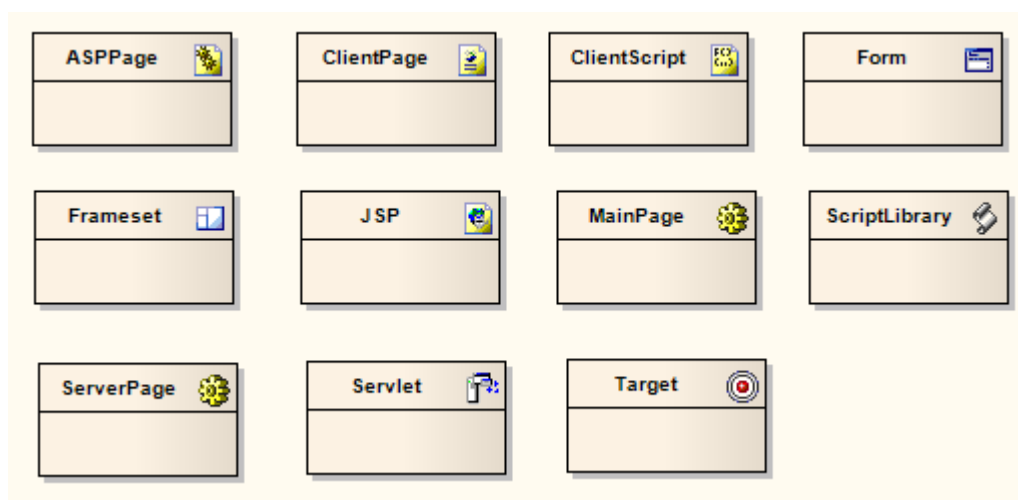 ASPPage
ClientPage
ClientScript
Form
Frameset
JSP
MainPage
ScriptLibrary
ServerPage
Servlet
Target